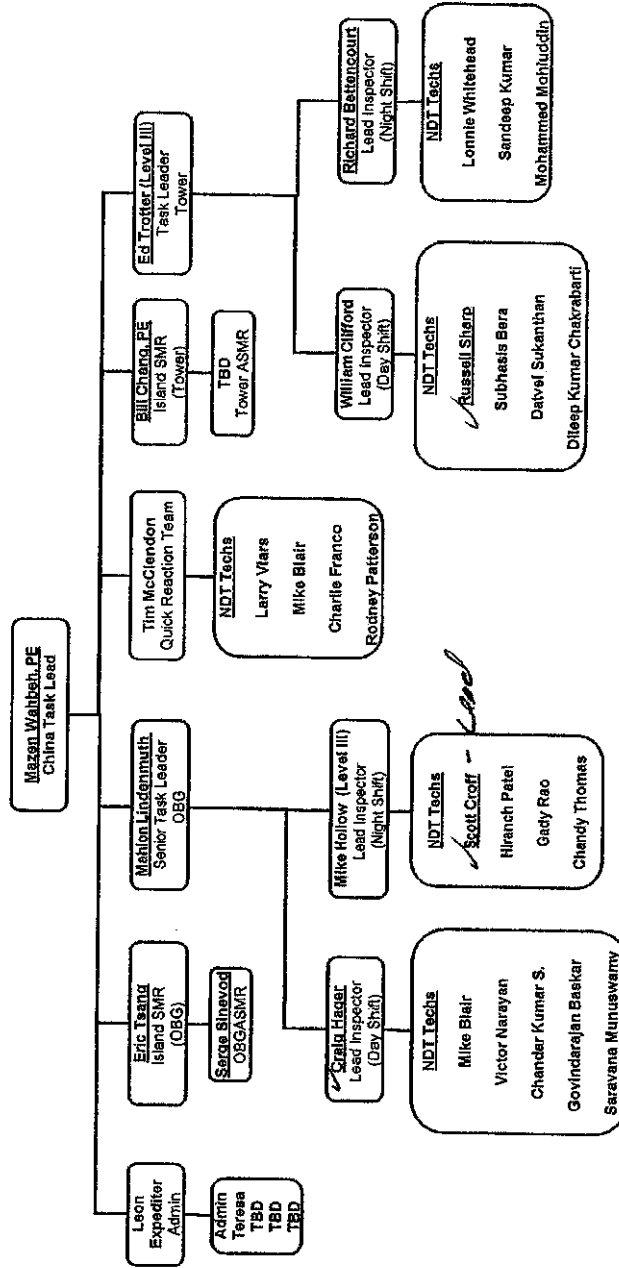 Mazen Wahbeh, PE
China Task Lead
Leon
Expediter
Admin
Admin
Teresa
TBD
TBD
TBD
Eric Tsang
Island SMR
(OBG)
Serge Sinevod
OBGASMR
Mahlon Lindenmuth
Senior Task Leader
OBG
Craig Hager
Lead Inspector
(Day Shift)
NDT Techs
Mike Blair
Victor Narayan
Chandar Kumar S.
Govindarajan Baskar
Saravana Munuswamy
Mike Hollow (Level III)
Lead Inspector
(Night Shift)
NDT Techs
Scott Croff - Lead
Hiranch Patel
Gady Rao
Chandy Thomas
Tim McClendon
Quick Reaction Team
NDT Techs
Larry Viars
Mike Blair
Charlie Franco
Rodney Patterson
Bill Chang, PE
Island SMR
(Tower)
TBD
Tower ASMR
Ed Trotter (Level III)
Task Leader
Tower
William Clifford
Lead Inspector
(Day Shift)
NDT Techs
Russell Sharp
Subhasis Bera
Datvel Sukanthan
Dileep Kumar Chakrabarti
Richard Bettencourt
Lead Inspector
(Night Shift)
NDT Techs
Lonnie Whitehead
Sandeep Kumar
Mohammed Mohiuddin